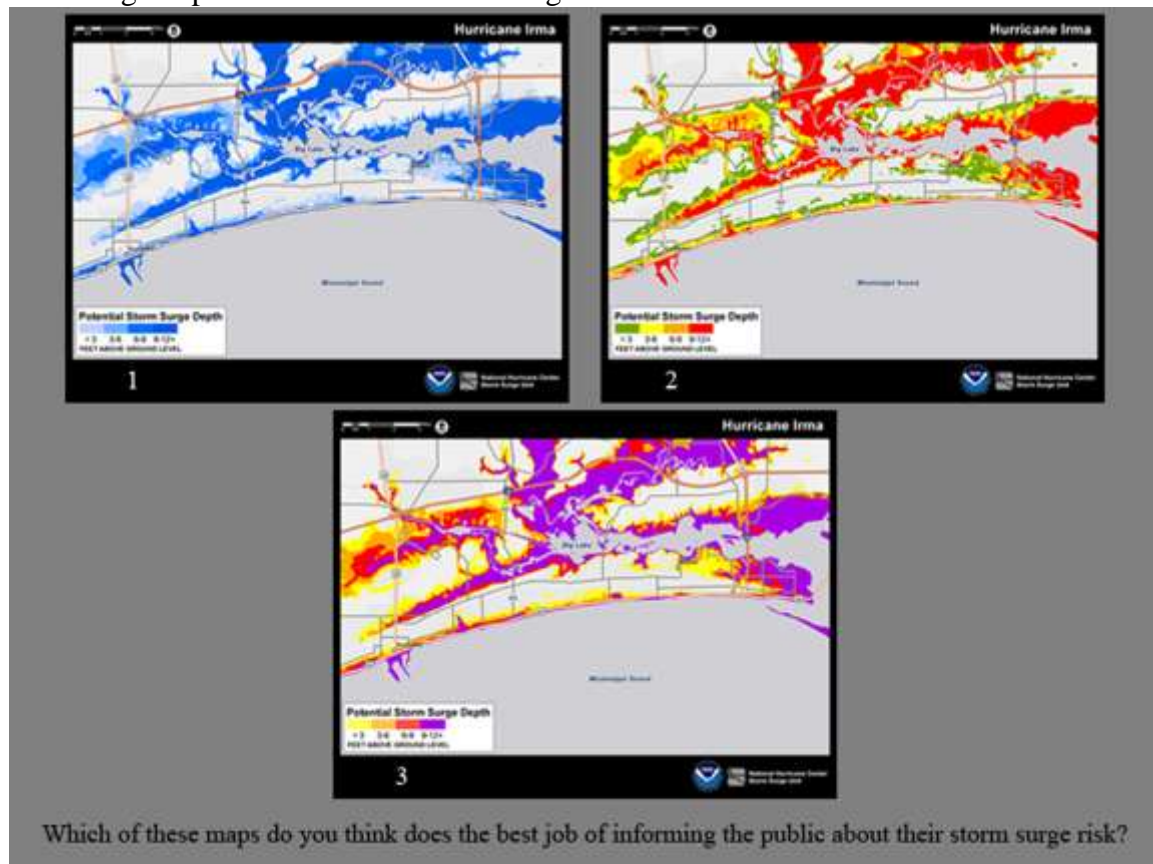 Hurricane Irma
Big Lake
Mississippi Sound
Potential Storm Surge Depth
< 3 3-6 6-9 9-12+
FEET ABOVE GROUND LEVEL
1
National Hurricane Center
Storm Surge Unit
Hurricane Irma
Big Lake
Mississippi Sound
Potential Storm Surge Depth
< 3 3-6 6-9 9-12+
FEET ABOVE GROUND LEVEL
2
National Hurricane Center
Storm Surge Unit
Hurricane Irma
Big Lake
Mississippi Sound
Potential Storm Surge Depth
< 3 3-6 6-9 9-12+
FEET ABOVE GROUND LEVEL
3
National Hurricane Center
Storm Surge Unit
Which of these maps do you think does the best job of informing the public about their storm surge risk?